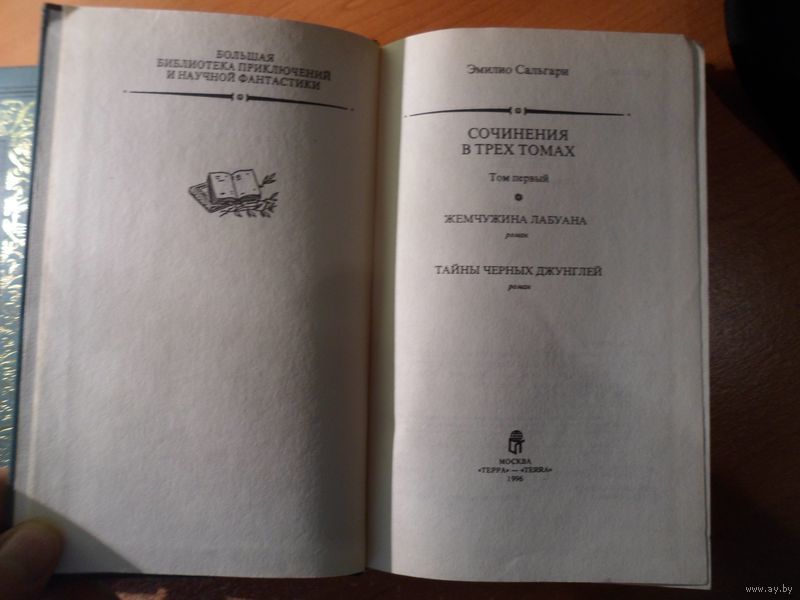 БОЛЬШАЯ
БИБЛИОТЕКА ПРИКЛЮЧЕНИЙ
И НАУЧНОЙ ФАНТАСТИКИ
Эмилио Сальгари
СОЧИНЕНИЯ
В ТРЕХ ТОМАХ
Том первый
ЖЕМЧУЖИНА ЛАБУАНА
роман
ТАЙНЫ ЧЕРНЫХ ДЖУНГЛЕЙ
роман
МОСКВА
«ТЕРРА» — «TERRA»
1996
www.ay.by